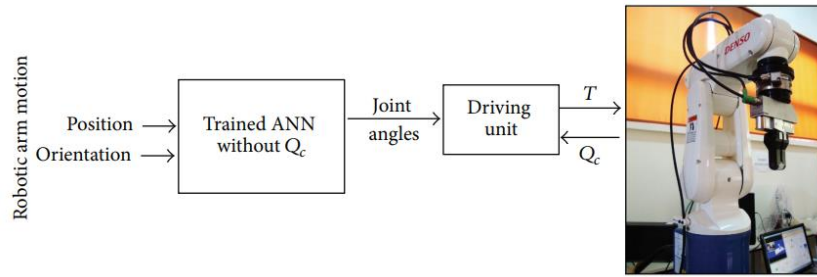 Robotic arm motion
Position
Orientation
Trained ANN
without Q_c
Joint
angles
Driving
unit
T
Q_c
DENSO